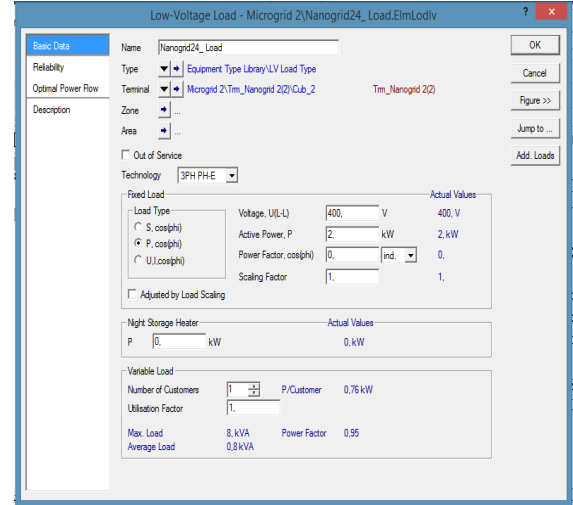 Low-Voltage Load - Microgrid 2\Nanogrid24_ Load.ElmLodlv ? x
Basic Data
Reliability
Optimal Power Flow
Description
Name Nanogrid24_ Load
Type Equipment Type Library\LV Load Type
Terminal Microgrid 2\Trm_Nanogrid 2(2)\Cub_2 Trm_Nanogrid 2(2)
Zone ...
Area ...
Out of Service
Technology 3PH PH-E
Fixed Load Actual Values
Load Type
S, cos(phi)
P, cos(phi)
U,I,cos(phi)
Voltage, U(L-L) 400, V 400, V
Active Power, P 2, kW 2, kW
Power Factor, cos(phi) 0, ind. 0,
Scaling Factor 1, 1,
Adjusted by Load Scaling
Night Storage Heater Actual Values
P 0, kW 0, kW
Variable Load
Number of Customers 1 P/Customer 0,76 kW
Utilisation Factor 1,
Max. Load 8, kVA Power Factor 0,95
Average Load 0,8 kVA
OK
Cancel
Figure >>
Jump to ...
Add. Loads